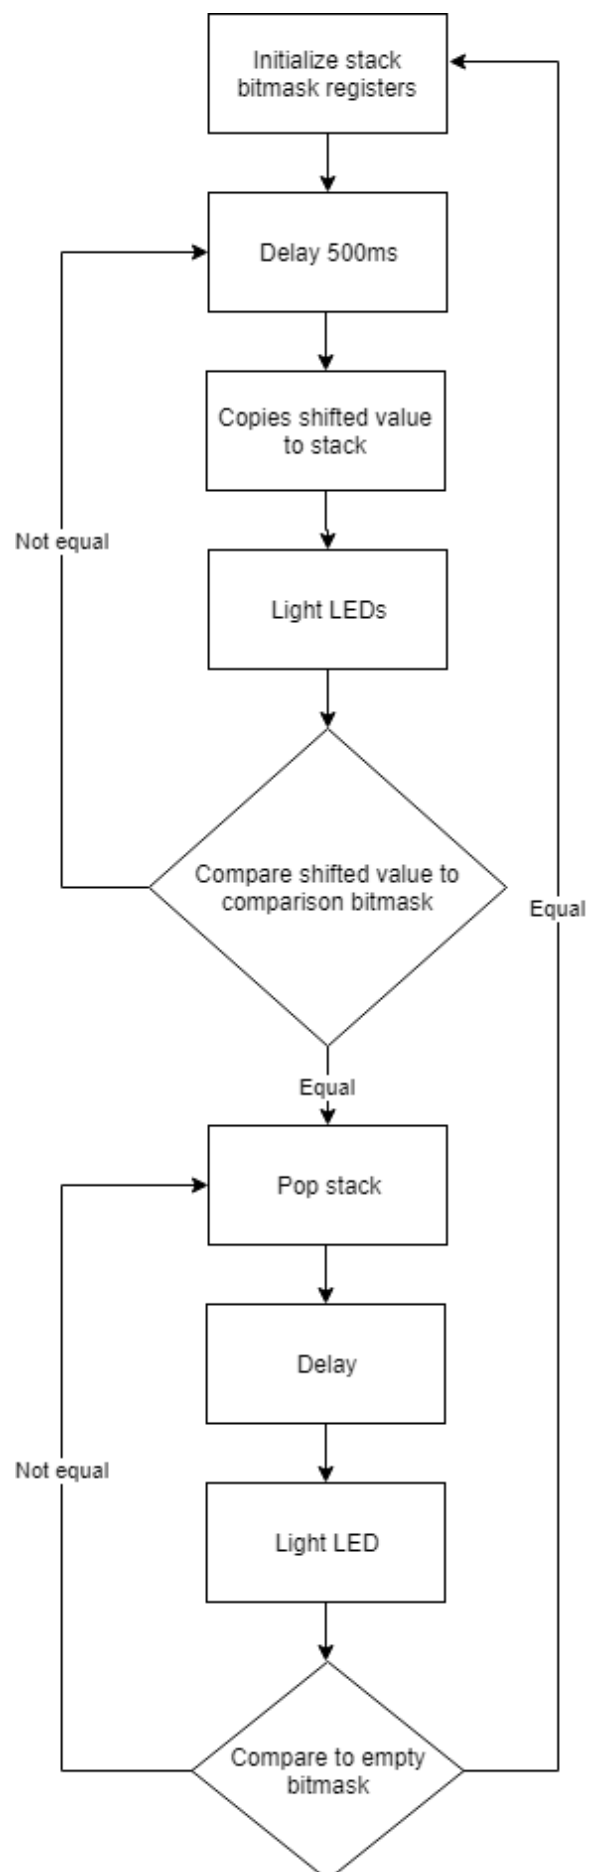 Initialize stack
bitmask registers
Delay 500ms
Copies shifted value
to stack
Not equal
Light LEDs
Compare shifted value to
comparison bitmask
Equal
Equal
Pop stack
Delay
Not equal
Light LED
Compare to empty
bitmask